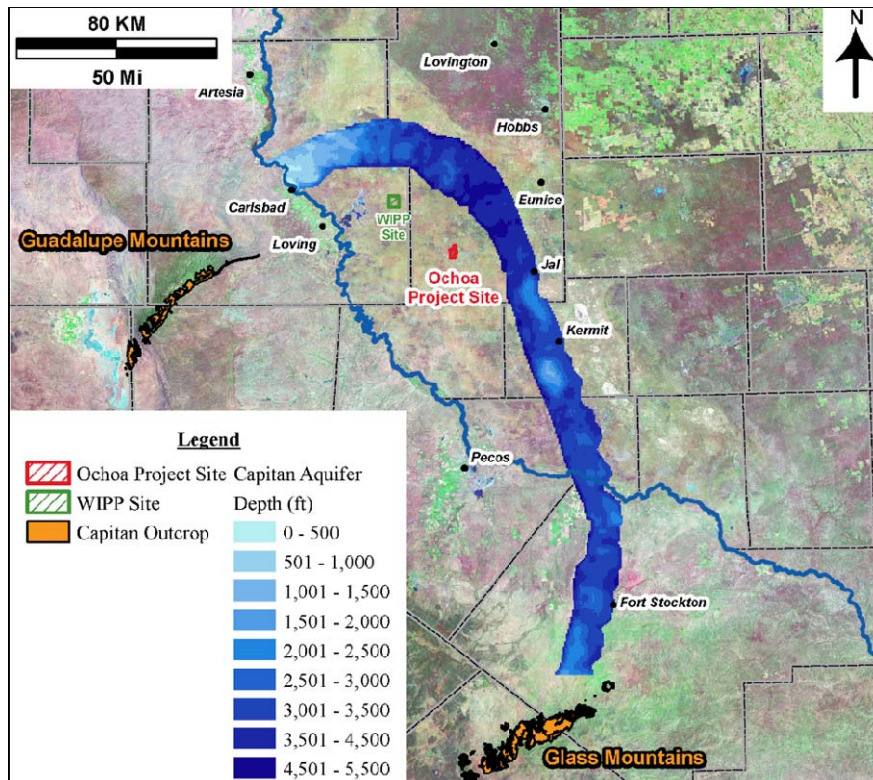 80 KM
50 Mi
N
Artesia
Lovington
Hobbs
Eunice
Carlsbad
WIPP
Site
Loving
Guadalupe Mountains
Ochoa
Project Site
Jal
Kermit
Pecos
Fort Stockton
Glass Mountains
Legend
Ochoa Project Site
WIPP Site
Capitan Outcrop
Capitan Aquifer
Depth (ft)
0 - 500
501 - 1,000
1,001 - 1,500
1,501 - 2,000
2,001 - 2,500
2,501 - 3,000
3,001 - 3,500
3,501 - 4,500
4,501 - 5,500